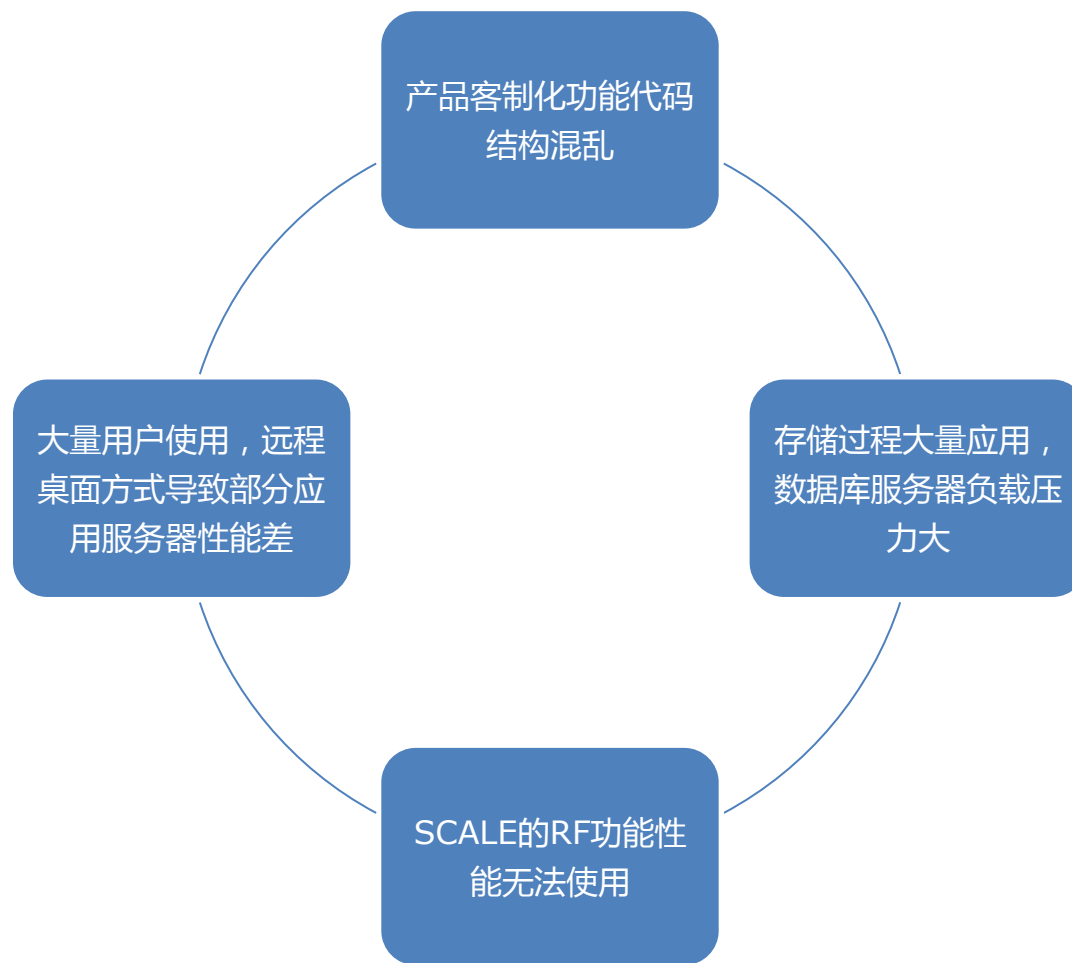 产品客制化功能代码
结构混乱
大量用户使用，远程
桌面方式导致部分应
用服务器性能差
存储过程大量应用，
数据库服务器负载压
力大
SCALE的RF功能性
能无法使用